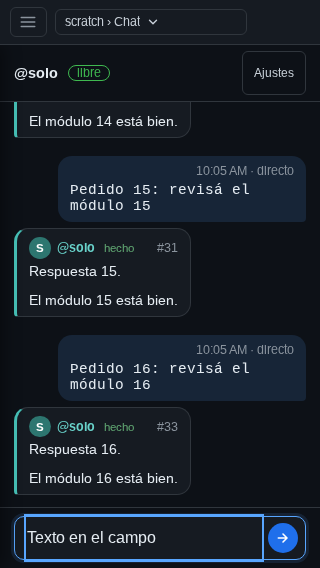 scratch › Chat
@solo libre Ajustes
El módulo 14 está bien.
10:05 AM · directo
Pedido 15: revisá el
módulo 15
S @solo hecho #31
Respuesta 15.
El módulo 15 está bien.
10:05 AM · directo
Pedido 16: revisá el
módulo 16
S @solo hecho #33
Respuesta 16.
El módulo 16 está bien.
Texto en el campo